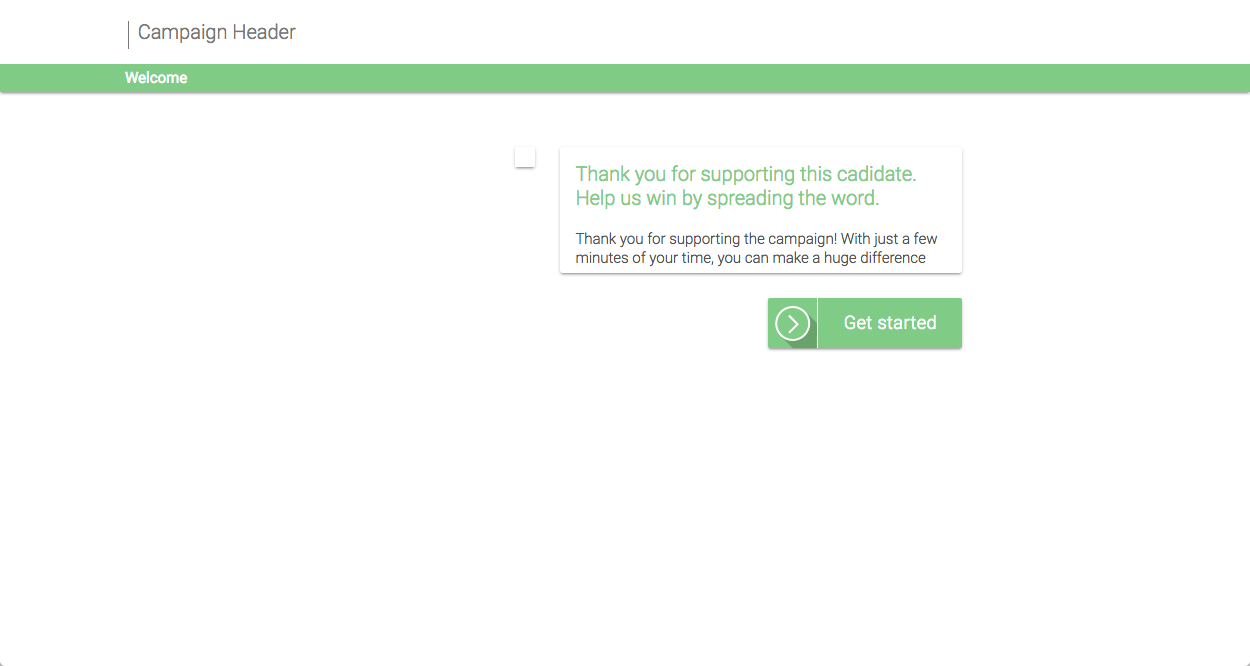 Campaign Header
Welcome
Thank you for supporting this cadidate.
Help us win by spreading the word.
Thank you for supporting the campaign! With just a few
minutes of your time, you can make a huge difference
Get started